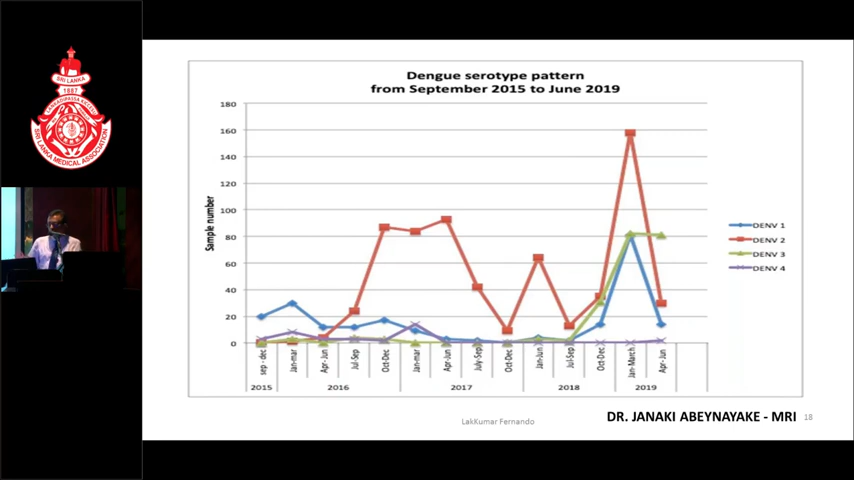 SRI LANKA
1887
SRI LANKA MEDICAL ASSOCIATION
Dengue serotype pattern
from September 2015 to June 2019
Sample number
180
160
140
120
100
80
60
40
20
0
sep - dec
Jan-mar
Apr- Jun
Jul-Sep
Oct-Dec
Jan-mar
Apr-Jun
July-Sep
Oct-Dec
Jan-Jun
Jul-Sep
Oct-Dec
Jan-March
Apr- Jun
2015 2016 2017 2018 2019
DENV 1
DENV 2
DENV 3
DENV 4
LakKumar Fernando
DR. JANAKI ABEYNAYAKE - MRI 18